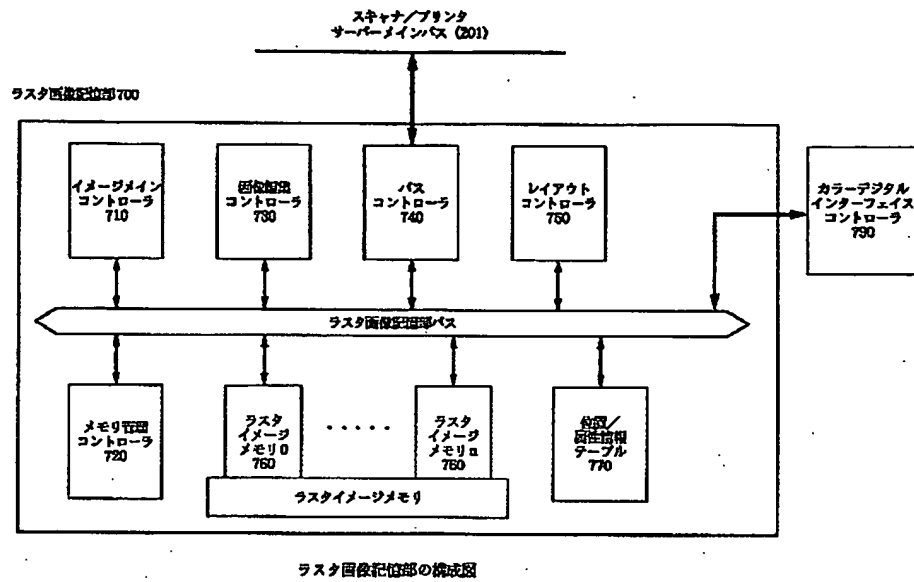 スキャナ/プリンタ
サーバーメインバス (201)
ラスタ画像記憶部700
イメージメイン
コントローラ
710
画像編集
コントローラ
730
バス
コントローラ
740
レイアウト
コントローラ
750
カラーデジタル
インターフェイス
コントローラ
790
ラスタ画像記憶部バス
メモリ管理
コントローラ
720
ラスタ
イメージ
メモリ0
760
・・・・・
ラスタ
イメージ
メモリn
760
位置/
属性情報
テーブル
770
ラスタイメージメモリ
ラスタ画像記憶部の構成図